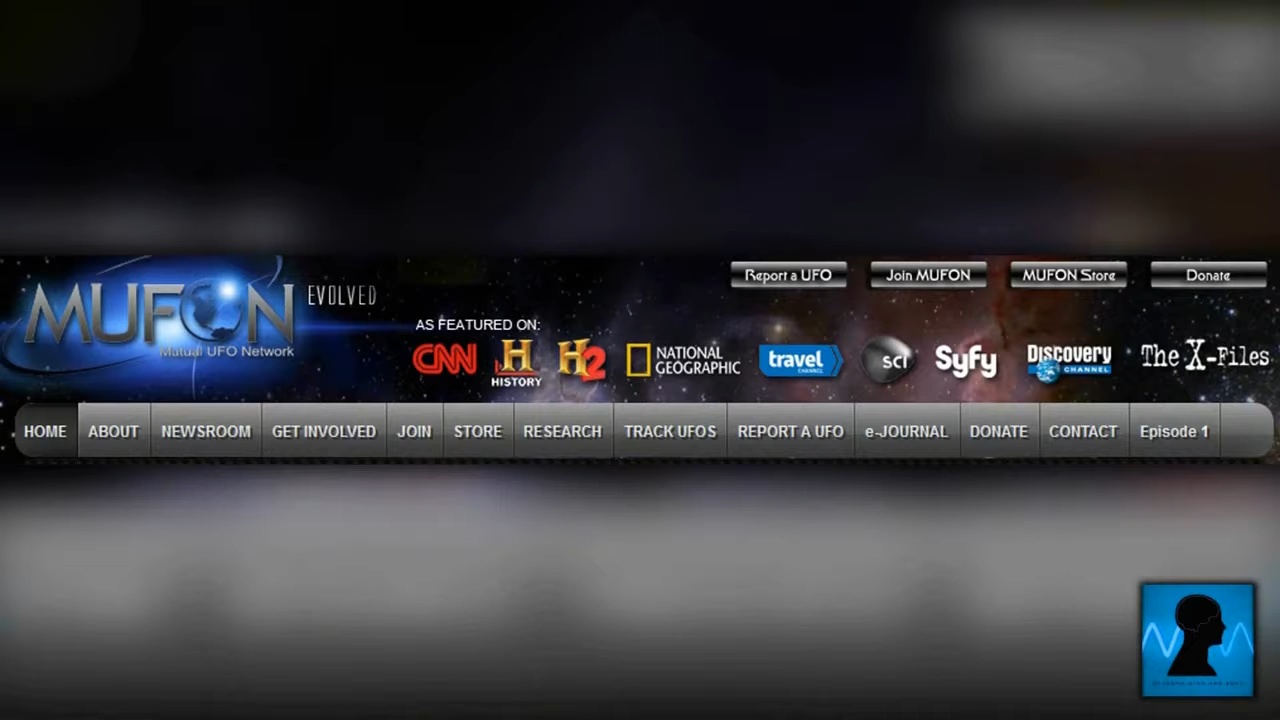 Report a UFO
Join MUFON
MUFON Store
Donate
MUFON EVOLVED
Mutual UFO Network
AS FEATURED ON:
CNN
H
HISTORY
H2
NATIONAL
GEOGRAPHIC
travel
CHANNEL
SCI
Syfy
Discovery
CHANNEL
The X-Files
HOME ABOUT NEWSROOM GET INVOLVED JOIN STORE RESEARCH TRACK UFOS REPORT A UFO e-JOURNAL DONATE CONTACT Episode 1